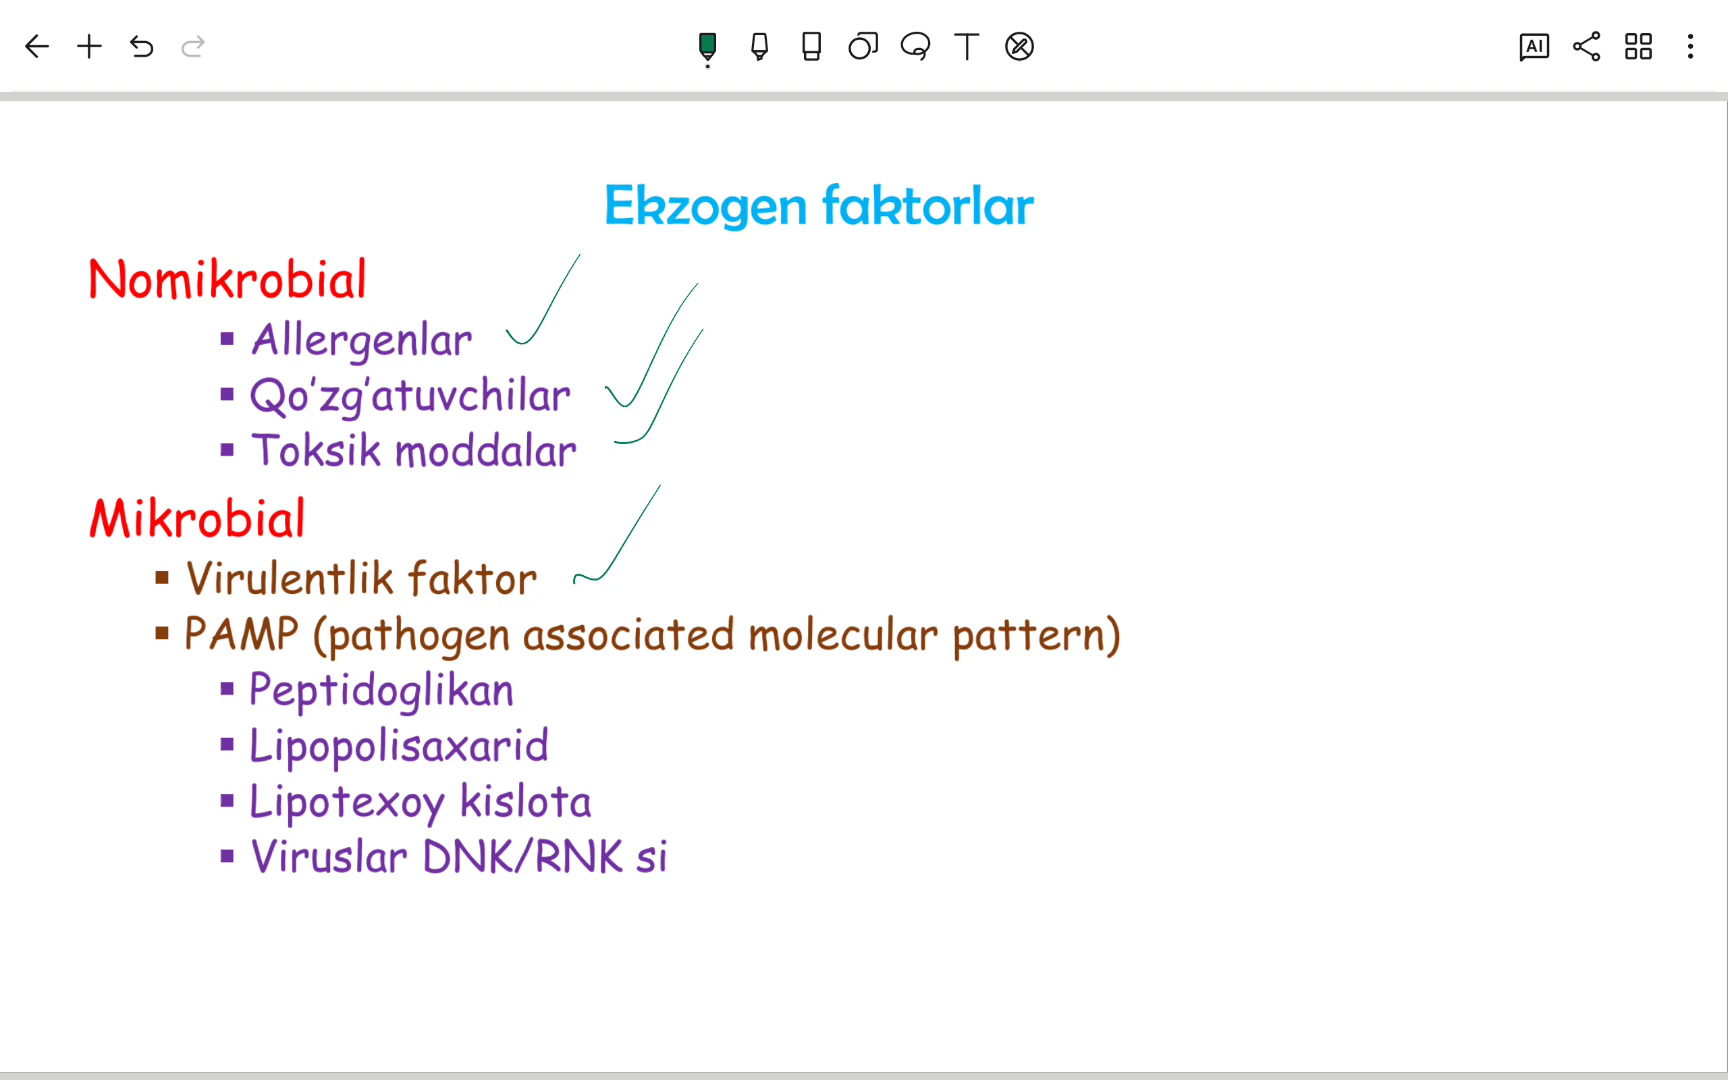 AI
Ekzogen faktorlar
Nomikrobial
▪ Allergenlar
▪ Qo'zg'atuvchilar
▪ Toksik moddalar
Mikrobial
▪ Virulentlik faktor
▪ PAMP (pathogen associated molecular pattern)
▪ Peptidoglikan
▪ Lipopolisaxarid
▪ Lipotexoy kislota
▪ Viruslar DNK/RNK si